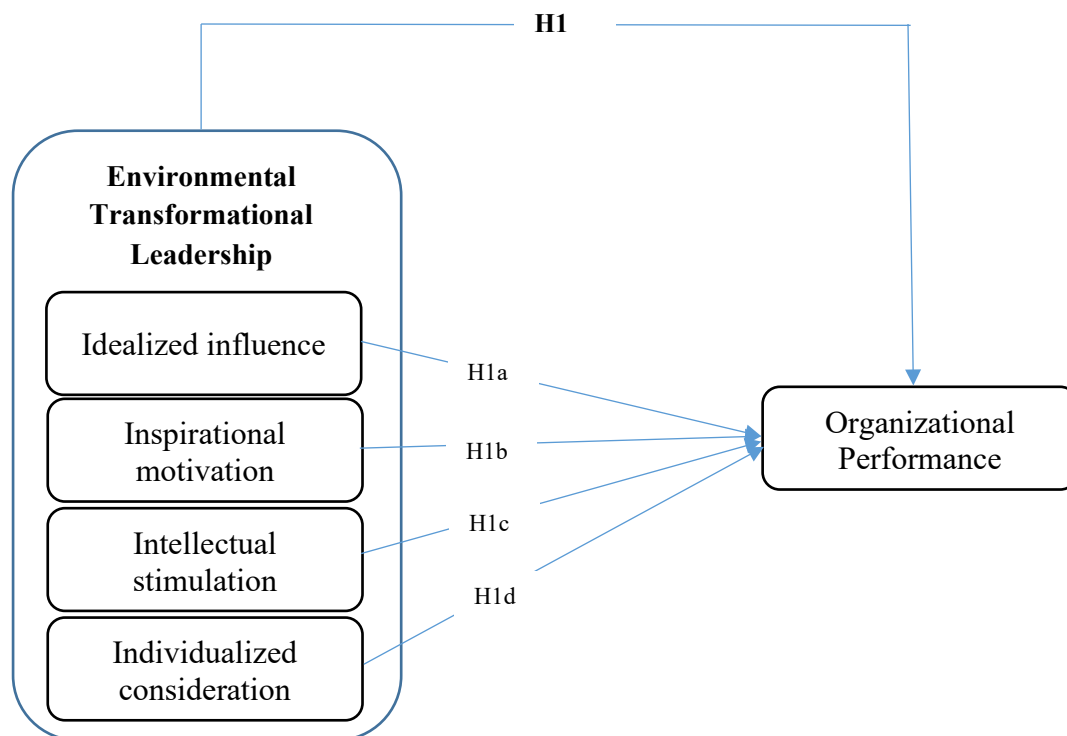 H1
Environmental
Transformational
Leadership
Idealized influence
Inspirational
motivation
Intellectual
stimulation
Individualized
consideration
H1a
H1b
H1c
H1d
Organizational
Performance